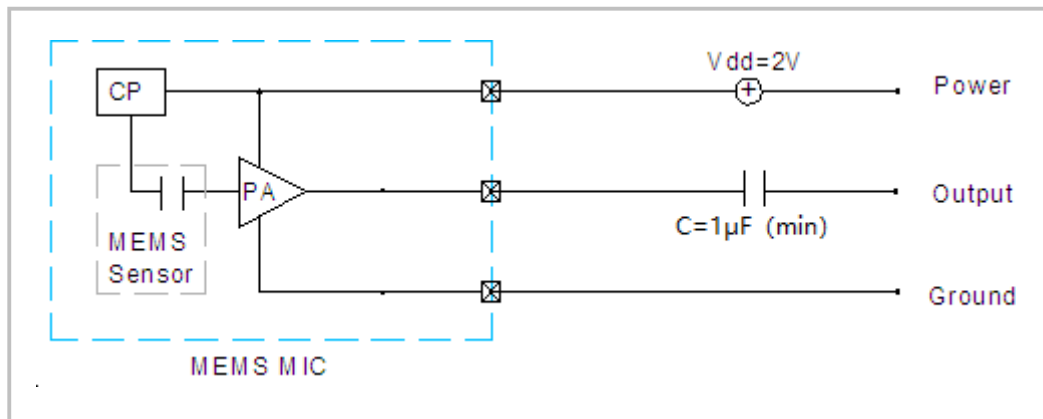 Vdd=2V
CP
Power
PA
Output
C=1μF (min)
MEMS
Sensor
Ground
MEMS MIC